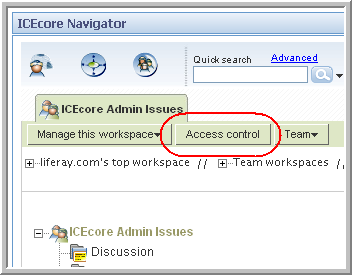 ICEcore Navigator
Quick search Advanced
ICEcore Admin Issues
Manage this workspace Access control Team
liferay.com's top workspace // Team workspaces //
ICEcore Admin Issues
Discussion